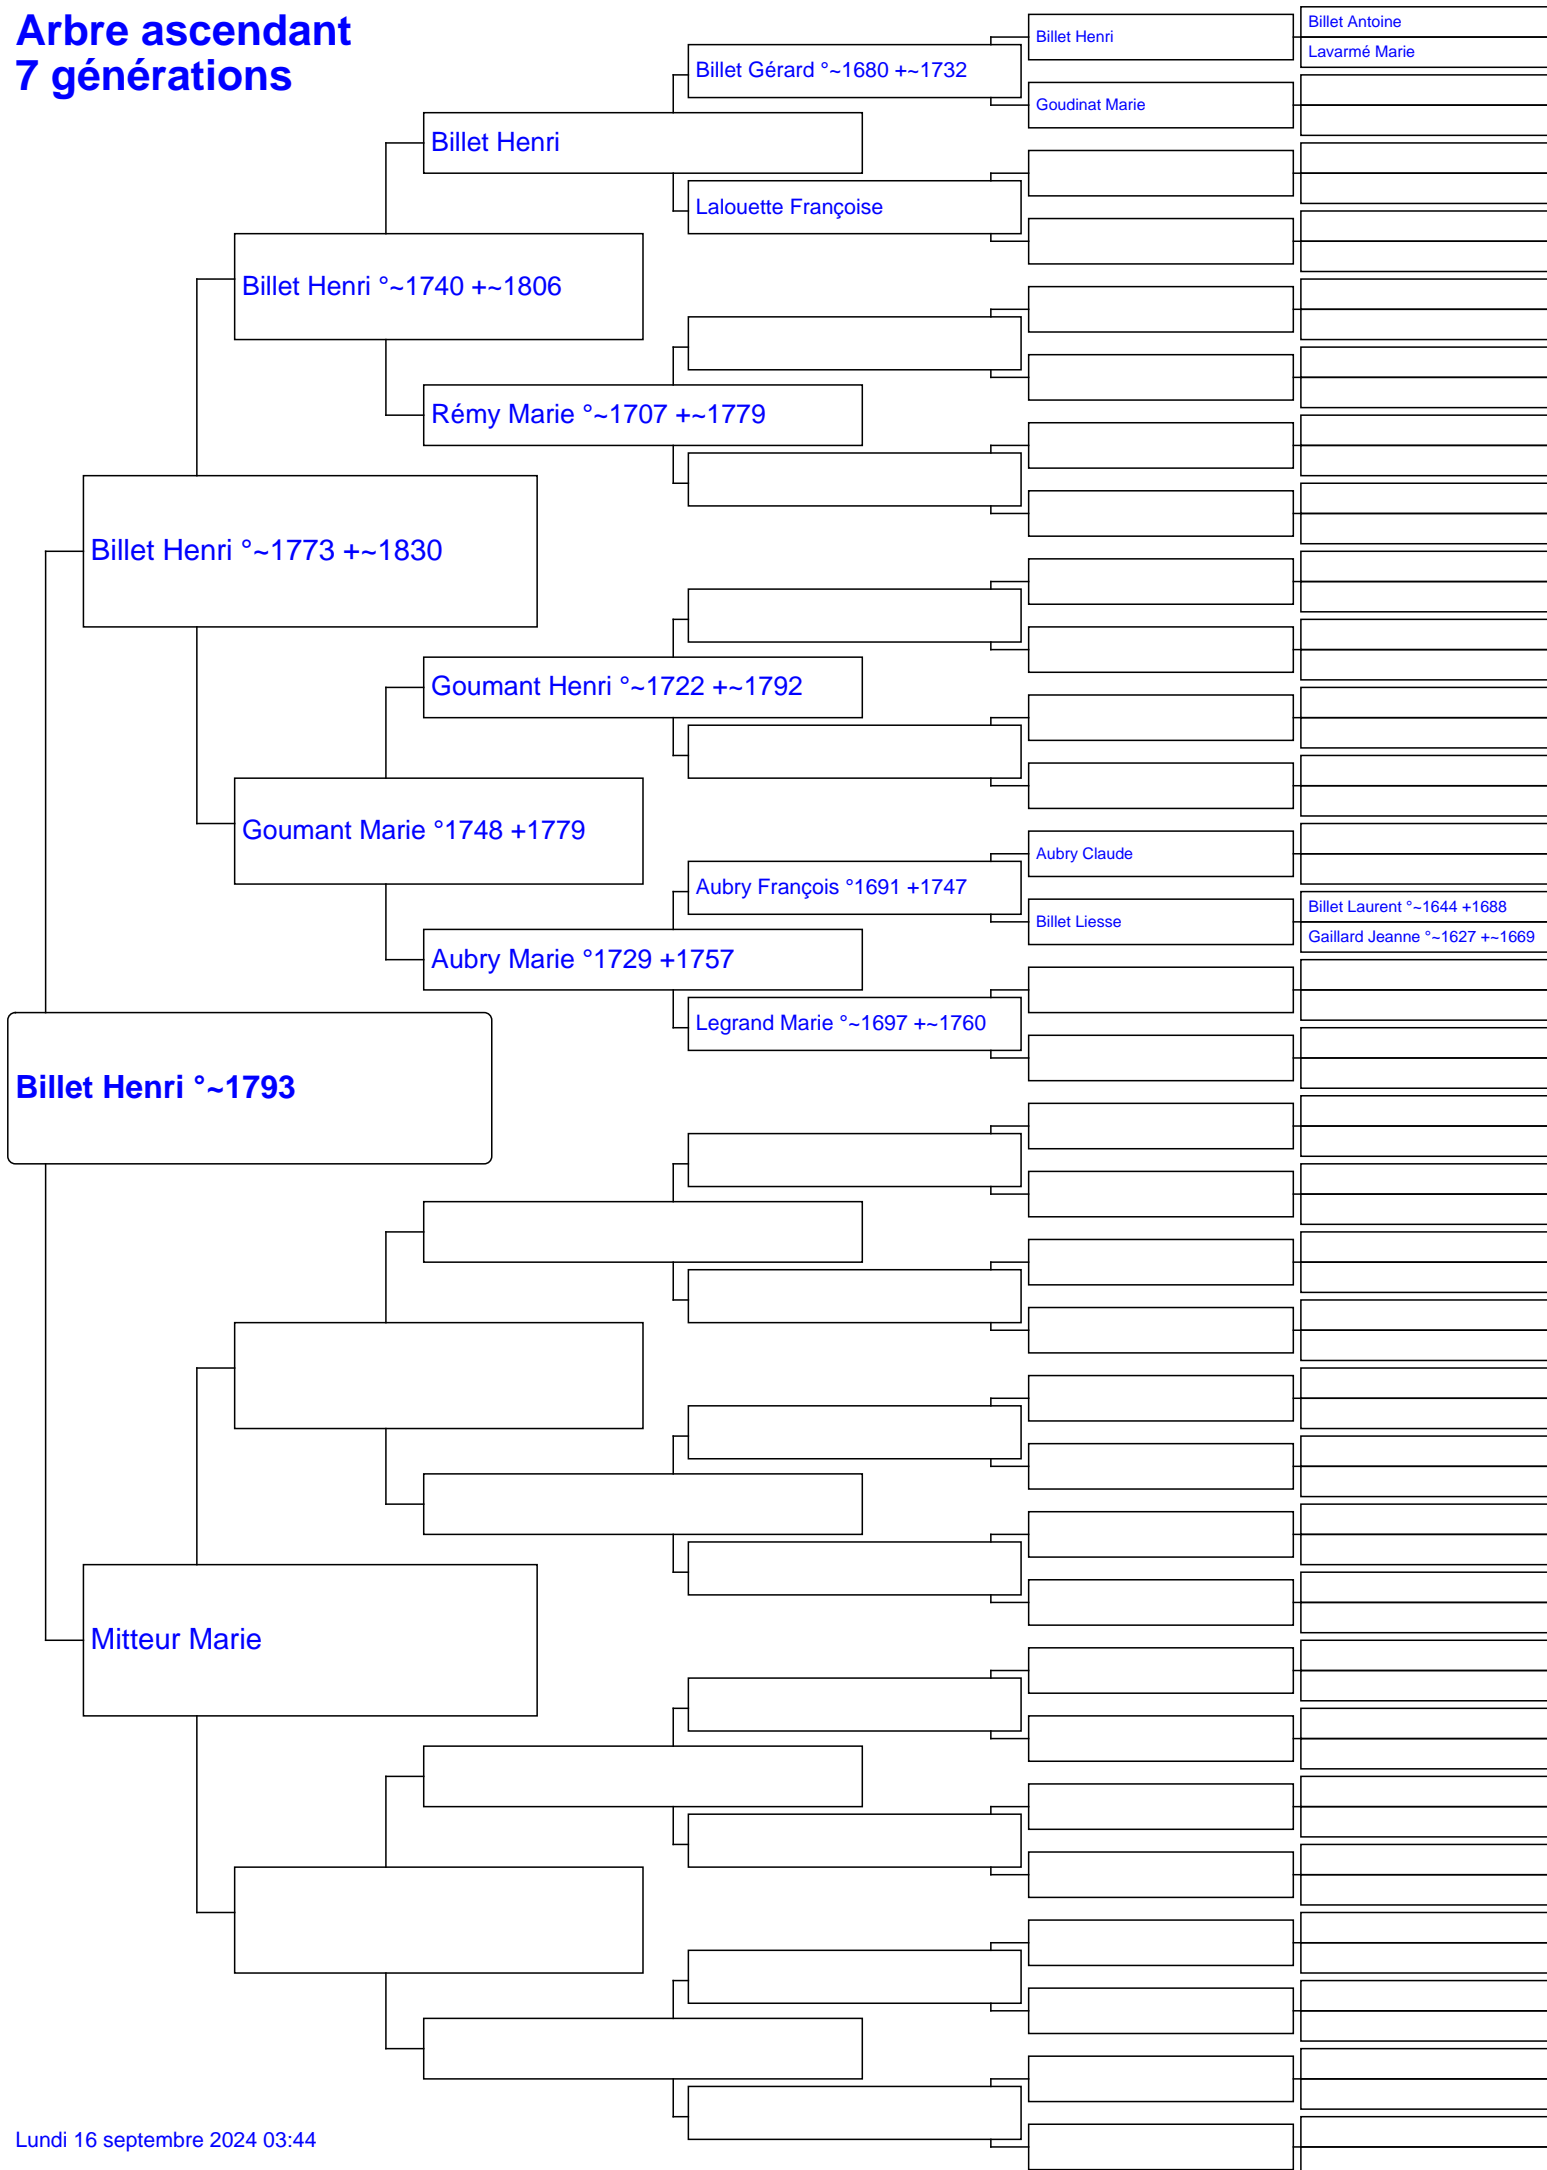 Arbre ascendant
7 générations
Billet Antoine
Billet Henri
Lavarmé Marie
Billet Gérard °~1680 +~1732
Goudinat Marie
Billet Henri
Lalouette Françoise
Billet Henri °~1740 +~1806
Rémy Marie °~1707 +~1779
Billet Henri °~1773 +~1830
Goumant Henri °~1722 +~1792
Goumant Marie °1748 +1779
Aubry Claude
Aubry François °1691 +1747
Billet Laurent °~1644 +1688
Billet Liesse
Gaillard Jeanne °~1627 +~1669
Aubry Marie °1729 +1757
Legrand Marie °~1697 +~1760
Billet Henri °~1793
Mitteur Marie
Lundi 16 septembre 2024 03:44